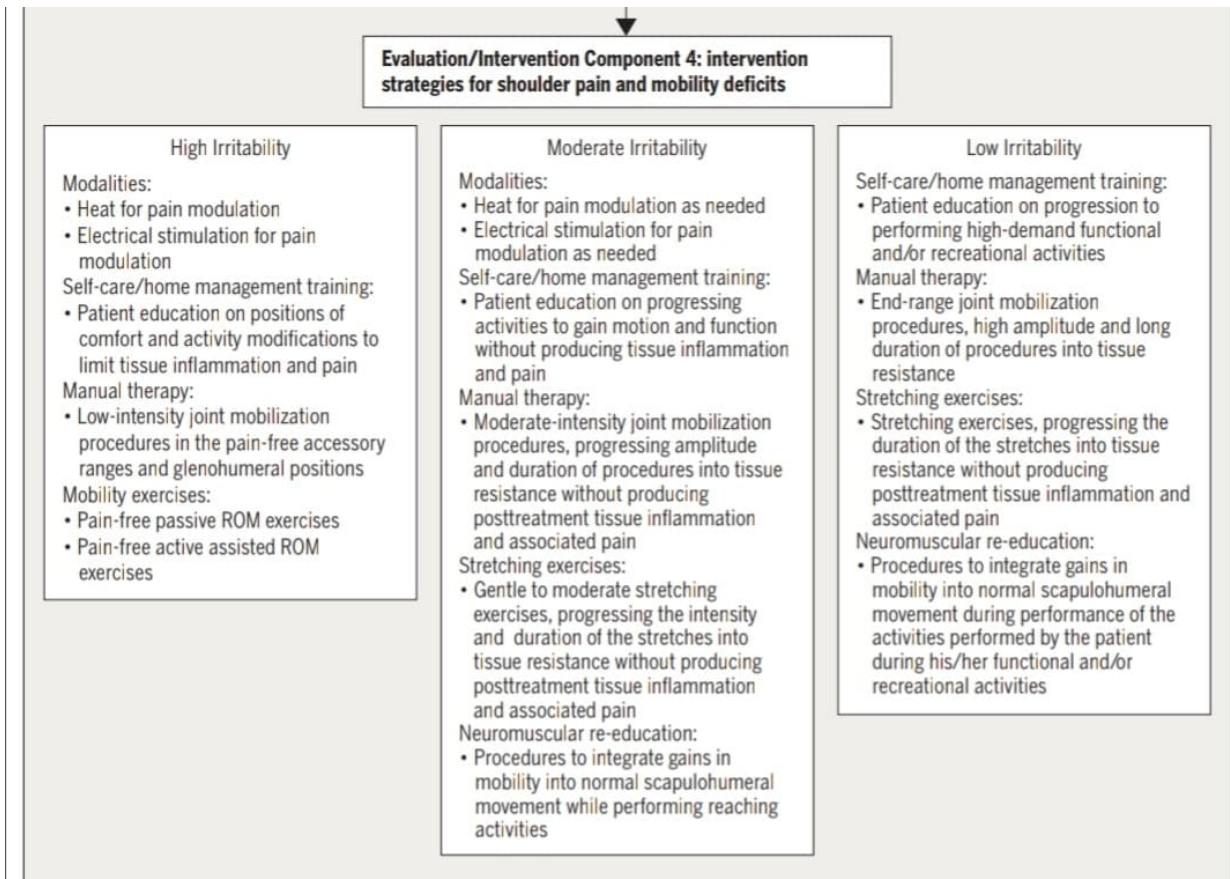 Evaluation/Intervention Component 4: intervention
strategies for shoulder pain and mobility deficits
High Irritability
Modalities:
• Heat for pain modulation
• Electrical stimulation for pain
modulation
Self-care/home management training:
• Patient education on positions of
comfort and activity modifications to
limit tissue inflammation and pain
Manual therapy:
• Low-intensity joint mobilization
procedures in the pain-free accessory
ranges and glenohumeral positions
Mobility exercises:
• Pain-free passive ROM exercises
• Pain-free active assisted ROM
exercises
Moderate Irritability
Modalities:
• Heat for pain modulation as needed
• Electrical stimulation for pain
modulation as needed
Self-care/home management training:
• Patient education on progressing
activities to gain motion and function
without producing tissue inflammation
and pain
Manual therapy:
• Moderate-intensity joint mobilization
procedures, progressing amplitude
and duration of procedures into tissue
resistance without producing
posttreatment tissue inflammation
and associated pain
Stretching exercises:
• Gentle to moderate stretching
exercises, progressing the intensity
and duration of the stretches into
tissue resistance without producing
posttreatment tissue inflammation
and associated pain
Neuromuscular re-education:
• Procedures to integrate gains in
mobility into normal scapulohumeral
movement while performing reaching
activities
Low Irritability
Self-care/home management training:
• Patient education on progression to
performing high-demand functional
and/or recreational activities
Manual therapy:
• End-range joint mobilization
procedures, high amplitude and long
duration of procedures into tissue
resistance
Stretching exercises:
• Stretching exercises, progressing the
duration of the stretches into tissue
resistance without producing
posttreatment tissue inflammation and
associated pain
Neuromuscular re-education:
• Procedures to integrate gains in
mobility into normal scapulohumeral
movement during performance of the
activities performed by the patient
during his/her functional and/or
recreational activities